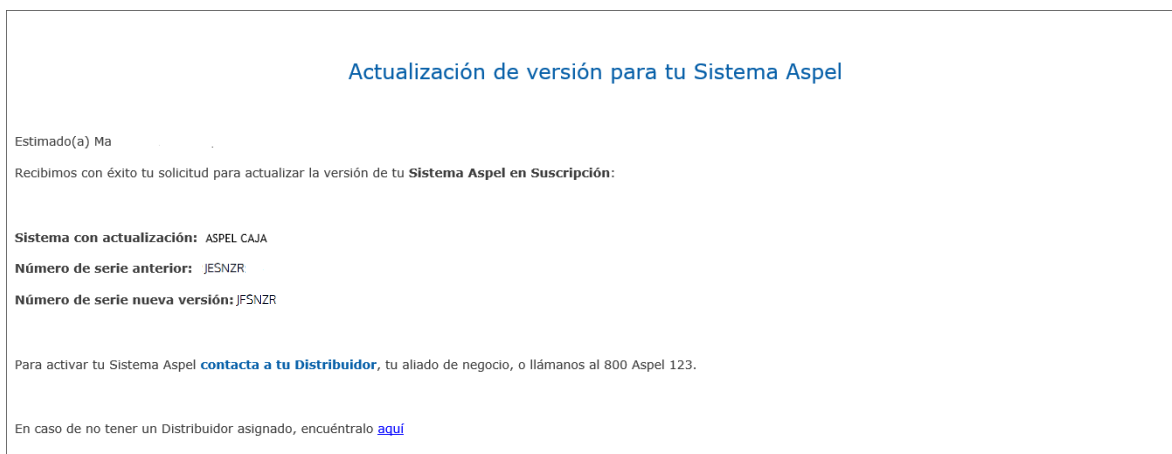 Actualización de versión para tu Sistema Aspel
Estimado(a) Ma
Recibimos con éxito tu solicitud para actualizar la versión de tu Sistema Aspel en Suscripción:
Sistema con actualización: ASPEL CAJA
Número de serie anterior: JESNZR
Número de serie nueva versión: JFSNZR
Para activar tu Sistema Aspel contacta a tu Distribuidor, tu aliado de negocio, o llámanos al 800 Aspel 123.
En caso de no tener un Distribuidor asignado, encuéntralo aquí